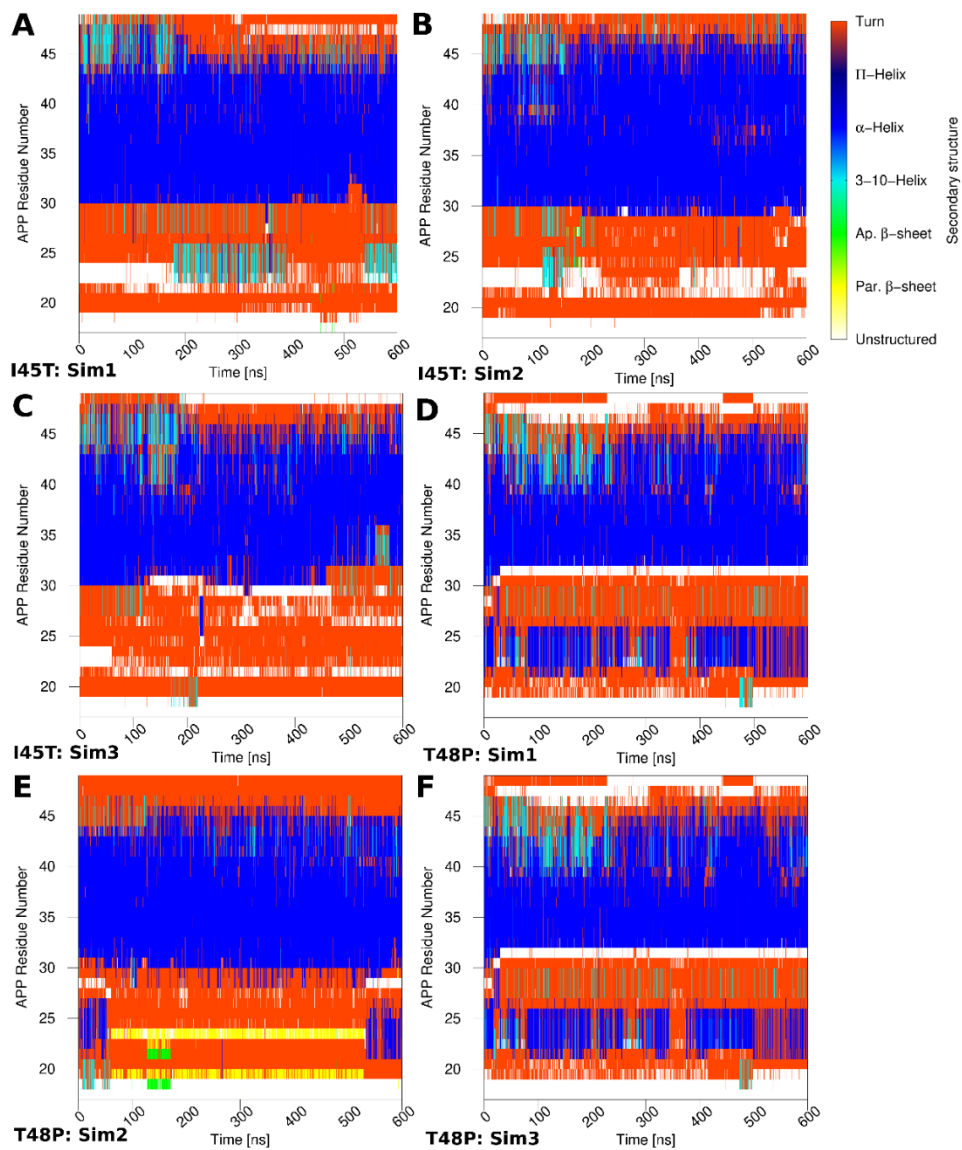 A
APP Residue Number
45
40
35
30
25
20
0
100
200
300
400
500
600
Time [ns]
I45T: Sim1
B
APP Residue Number
45
40
35
30
25
20
0
100
200
300
400
500
600
Time [ns]
I45T: Sim2
Turn
Π-Helix
α-Helix
3-10-Helix
Ap. β-sheet
Par. β-sheet
Unstructured
Secondary structure
C
APP Residue Number
45
40
35
30
25
20
0
100
200
300
400
500
600
Time [ns]
I45T: Sim3
D
APP Residue Number
45
40
35
30
25
20
0
100
200
300
400
500
600
Time [ns]
T48P: Sim1
E
APP Residue Number
45
40
35
30
25
20
0
100
200
300
400
500
600
Time [ns]
T48P: Sim2
F
APP Residue Number
45
40
35
30
25
20
0
100
200
300
400
500
600
Time [ns]
T48P: Sim3